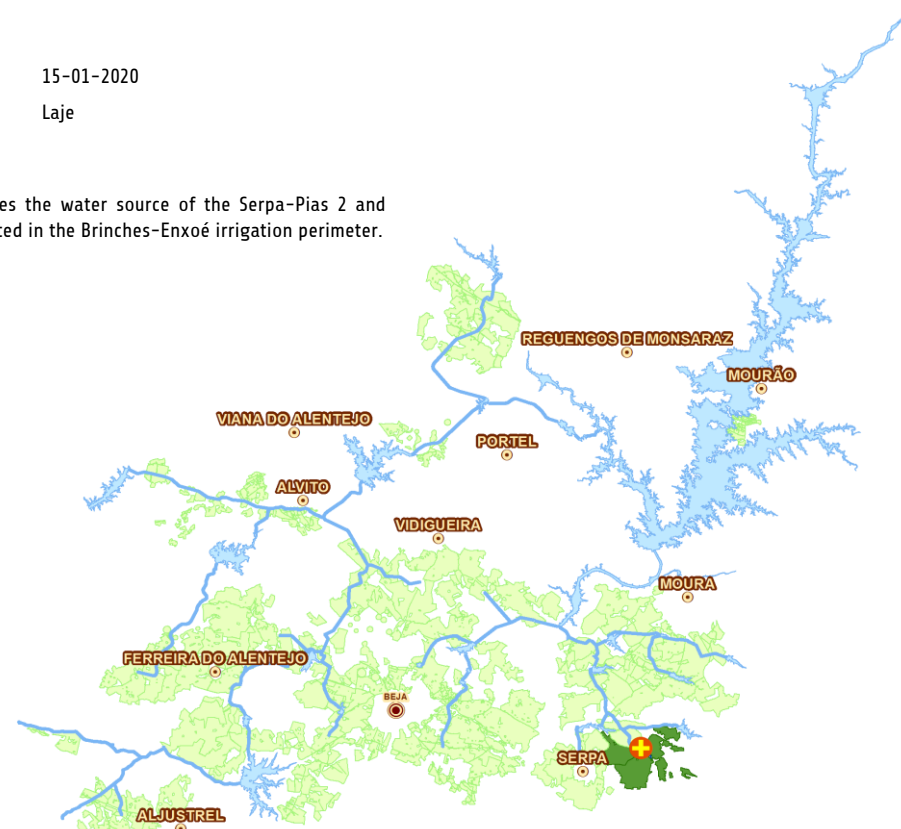 15-01-2020
Laje
es the water source of the Serpa-Pias 2 and
ed in the Brinches-Enxoé irrigation perimeter.
REGUENGOS DE MONSARAZ
MOURÃO
VIANA DO ALENTEJO
PORTEL
ALVITO
VIDIGUEIRA
MOURA
FERREIRA DO ALENTEJO
BEJA
SERPA
ALJUSTREL